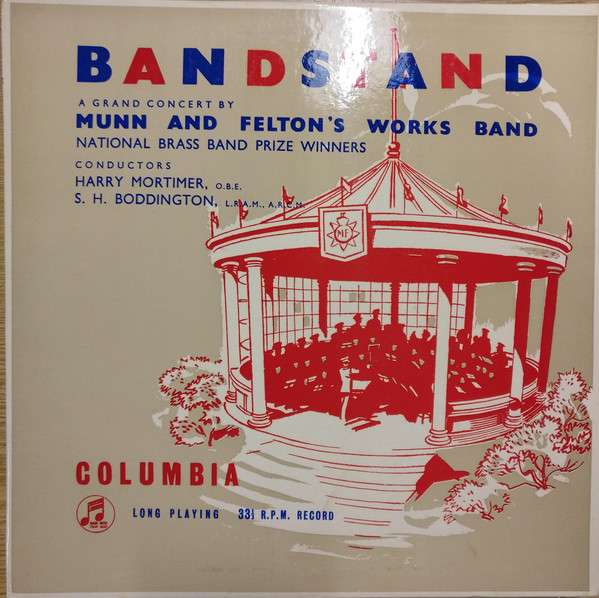 BANDSTAND
A GRAND CONCERT BY
MUNN AND FELTON'S WORKS BAND
NATIONAL BRASS BAND PRIZE WINNERS
CONDUCTORS
HARRY MORTIMER, O.B.E.
S. H. BODDINGTON, L.R.A.M., A.R.C.M.
MF
COLUMBIA
LONG PLAYING 33⅓ R.P.M. RECORD